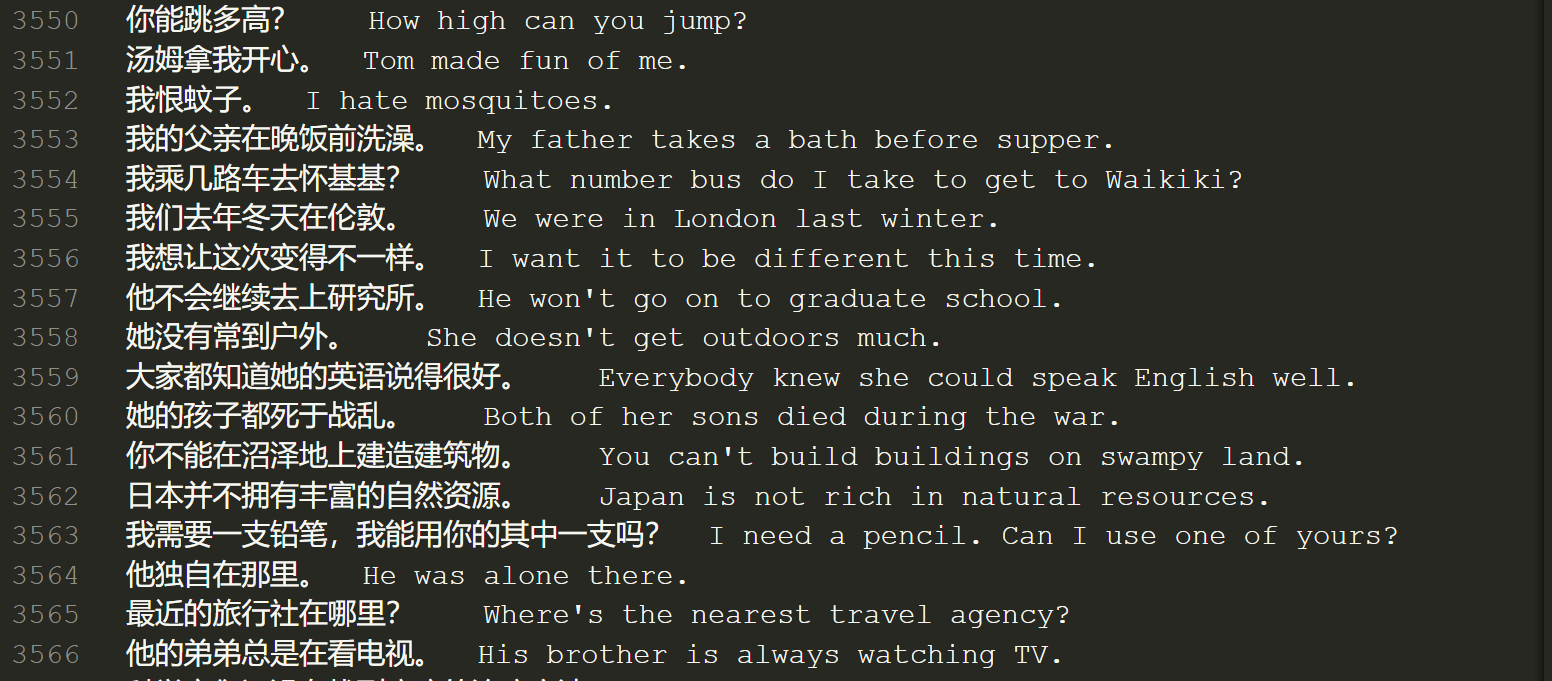 3550 你能跳多高? How high can you jump?
3551 汤姆拿我开心。 Tom made fun of me.
3552 我恨蚊子。 I hate mosquitoes.
3553 我的父亲在晚饭前洗澡。 My father takes a bath before supper.
3554 我乘几路车去怀基基? What number bus do I take to get to Waikiki?
3555 我们去年冬天在伦敦。 We were in London last winter.
3556 我想让这次变得不一样。 I want it to be different this time.
3557 他不会继续去上研究所。 He won't go on to graduate school.
3558 她没有常到户外。 She doesn't get outdoors much.
3559 大家都知道她的英语说得很好。 Everybody knew she could speak English well.
3560 她的孩子都死于战乱。 Both of her sons died during the war.
3561 你不能在沼泽地上建造建筑物。 You can't build buildings on swampy land.
3562 日本并不拥有丰富的自然资源。 Japan is not rich in natural resources.
3563 我需要一支铅笔，我能用你的其中一支吗? I need a pencil. Can I use one of yours?
3564 他独自在那里。 He was alone there.
3565 最近的旅行社在哪里? Where's the nearest travel agency?
3566 他的弟弟总是在看电视。 His brother is always watching TV.